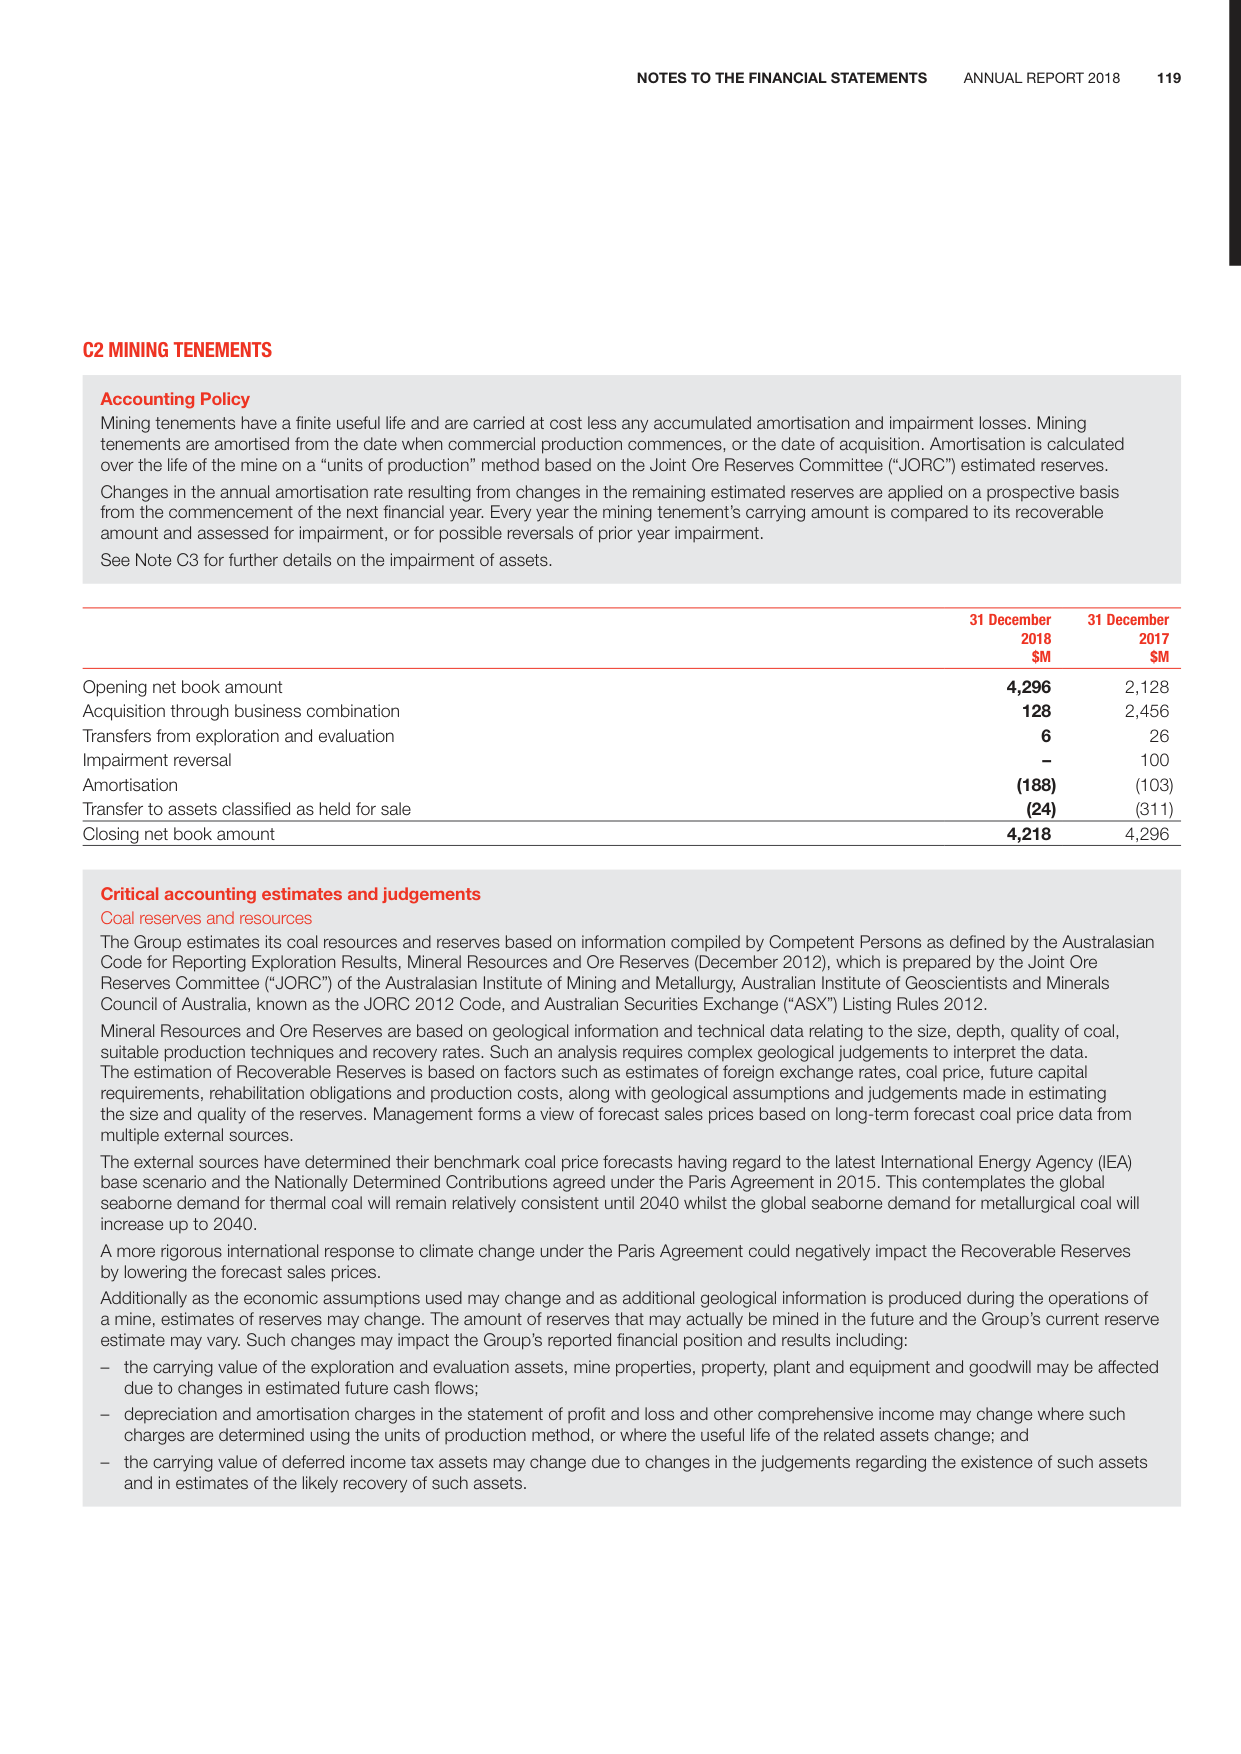 NOTES TO THE FINANCIAL STATEMENTS ANNUAL REPORT 2018 119
C2 MINING TENEMENTS
Accounting Policy
Mining tenements have a finite useful life and are carried at cost less any accumulated amortisation and impairment losses. Mining
tenements are amortised from the date when commercial production commences, or the date of acquisition. Amortisation is calculated
over the life of the mine on a “units of production” method based on the Joint Ore Reserves Committee (“JORC”) estimated reserves.
Changes in the annual amortisation rate resulting from changes in the remaining estimated reserves are applied on a prospective basis
from the commencement of the next financial year. Every year the mining tenement’s carrying amount is compared to its recoverable
amount and assessed for impairment, or for possible reversals of prior year impairment.
See Note C3 for further details on the impairment of assets.
31 December 31 December
2018 2017
$M $M
Opening net book amount 4,296 2,128
Acquisition through business combination 128 2,456
Transfers from exploration and evaluation 6 26
Impairment reversal – 100
Amortisation (188) (103)
Transfer to assets classified as held for sale (24) (311)
Closing net book amount 4,218 4,296
Critical accounting estimates and judgements
Coal reserves and resources
The Group estimates its coal resources and reserves based on information compiled by Competent Persons as defined by the Australasian
Code for Reporting Exploration Results, Mineral Resources and Ore Reserves (December 2012), which is prepared by the Joint Ore
Reserves Committee (“JORC”) of the Australasian Institute of Mining and Metallurgy, Australian Institute of Geoscientists and Minerals
Council of Australia, known as the JORC 2012 Code, and Australian Securities Exchange (“ASX”) Listing Rules 2012.
Mineral Resources and Ore Reserves are based on geological information and technical data relating to the size, depth, quality of coal,
suitable production techniques and recovery rates. Such an analysis requires complex geological judgements to interpret the data.
The estimation of Recoverable Reserves is based on factors such as estimates of foreign exchange rates, coal price, future capital
requirements, rehabilitation obligations and production costs, along with geological assumptions and judgements made in estimating
the size and quality of the reserves. Management forms a view of forecast sales prices based on long-term forecast coal price data from
multiple external sources.
The external sources have determined their benchmark coal price forecasts having regard to the latest International Energy Agency (IEA)
base scenario and the Nationally Determined Contributions agreed under the Paris Agreement in 2015. This contemplates the global
seaborne demand for thermal coal will remain relatively consistent until 2040 whilst the global seaborne demand for metallurgical coal will
increase up to 2040.
A more rigorous international response to climate change under the Paris Agreement could negatively impact the Recoverable Reserves
by lowering the forecast sales prices.
Additionally as the economic assumptions used may change and as additional geological information is produced during the operations of
a mine, estimates of reserves may change. The amount of reserves that may actually be mined in the future and the Group’s current reserve
estimate may vary. Such changes may impact the Group’s reported financial position and results including:
– the carrying value of the exploration and evaluation assets, mine properties, property, plant and equipment and goodwill may be affected
due to changes in estimated future cash flows;
– depreciation and amortisation charges in the statement of profit and loss and other comprehensive income may change where such
charges are determined using the units of production method, or where the useful life of the related assets change; and
– the carrying value of deferred income tax assets may change due to changes in the judgements regarding the existence of such assets
and in estimates of the likely recovery of such assets.